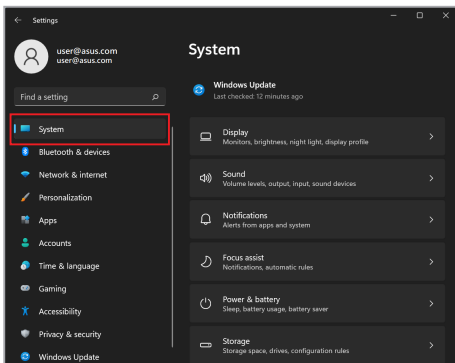 Settings
user@asus.com
user@asus.com
Find a setting
System
Bluetooth & devices
Network & internet
Personalization
Apps
Accounts
Time & language
Gaming
Accessibility
Privacy & security
Windows Update
System
Windows Update
Last checked: 12 minutes ago
Display
Monitors, brightness, night light, display profile
Sound
Volume levels, output, input, sound devices
Notifications
Alerts from apps and system
Focus assist
Notifications, automatic rules
Power & battery
Sleep, battery usage, battery saver
Storage
Storage space, drives, configuration rules